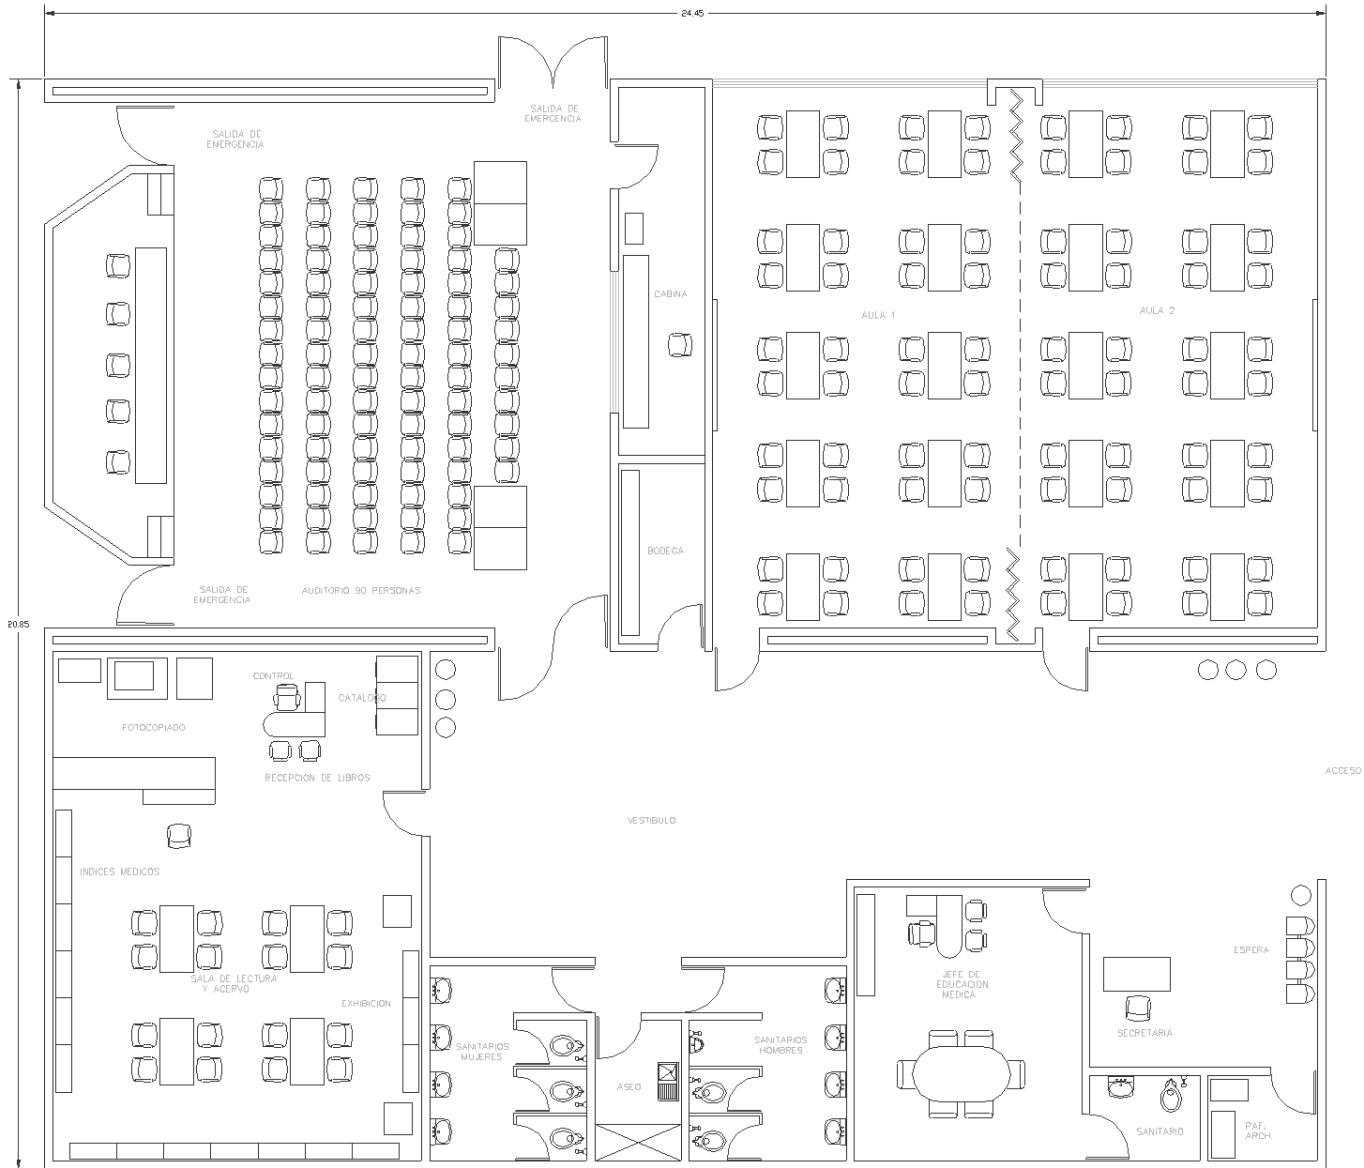 24.45
SALIDA DE
EMERGENCIA
SALIDA DE
EMERGENCIA
CABINA
AULA 1
AULA 2
BODEGA
SALIDA DE
EMERGENCIA
AUDITORIO 90 PERSONAS
20.85
CONTROL
CATALOGO
FOTOCOPIADO
RECEPCION DE LIBROS
ACCESO
VESTIBULO
INDICES MEDICOS
SALA DE LECTURA
Y ACERVO
EXHIBICION
JEFE DE
EDUCACION
MEDICA
ESPERA
SECRETARIA
SANITARIOS
MUJERES
SANITARIOS
HOMBRES
ASEO
SANITARIO
PAP.
ARCH.